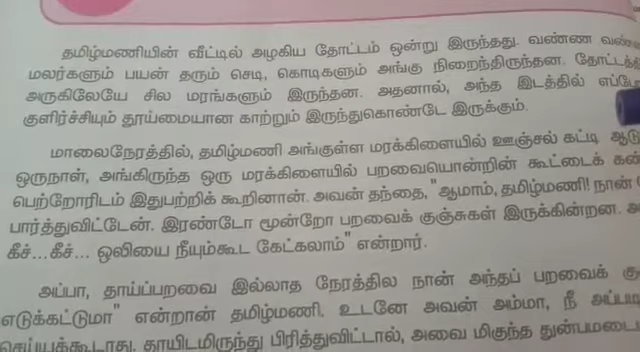 தமிழ்மணியின் வீட்டில் அழகிய தோட்டம் ஒன்று இருந்தது. வண்ண
மலர்களும் பயன் தரும் செடி, கொடிகளும் அங்கு நிறைந்திருந்தன.
அருகிலேயே சில மரங்களும் இருந்தன. அதனால், அந்த இடத்தில்
குளிர்ச்சியும் தூய்மையான காற்றும் இருந்துகொண்டே இருக்கும்.
மாலைநேரத்தில், தமிழ்மணி அங்குள்ள மரக்கிளையில் ஊஞ்சல் கட்டி
ஒருநாள், அங்கிருந்த ஒரு மரக்கிளையில் பறவையொன்றின் கூட்டைக்
பெற்றோரிடம் இதுபற்றிக் கூறினான். அவன் தந்தை, "ஆமாம், தமிழ்மணி! நான்
பார்த்துவிட்டேன். இரண்டோ மூன்றோ பறவைக் குஞ்சுகள் இருக்கின்றன.
கீச்...கீச்... ஒலியை நீயும்கூட கேட்கலாம்" என்றார்.
அப்பா, தாய்ப்பறவை இல்லாத நேரத்தில நான் அந்தப் பறவைக்
எடுக்கட்டுமா" என்றான் தமிழ்மணி. உடனே அவன் அம்மா, நீ
செய்யக்கூடாது. தாயிடமிருந்து பிரித்துவிட்டால், அவை மிகுந்த